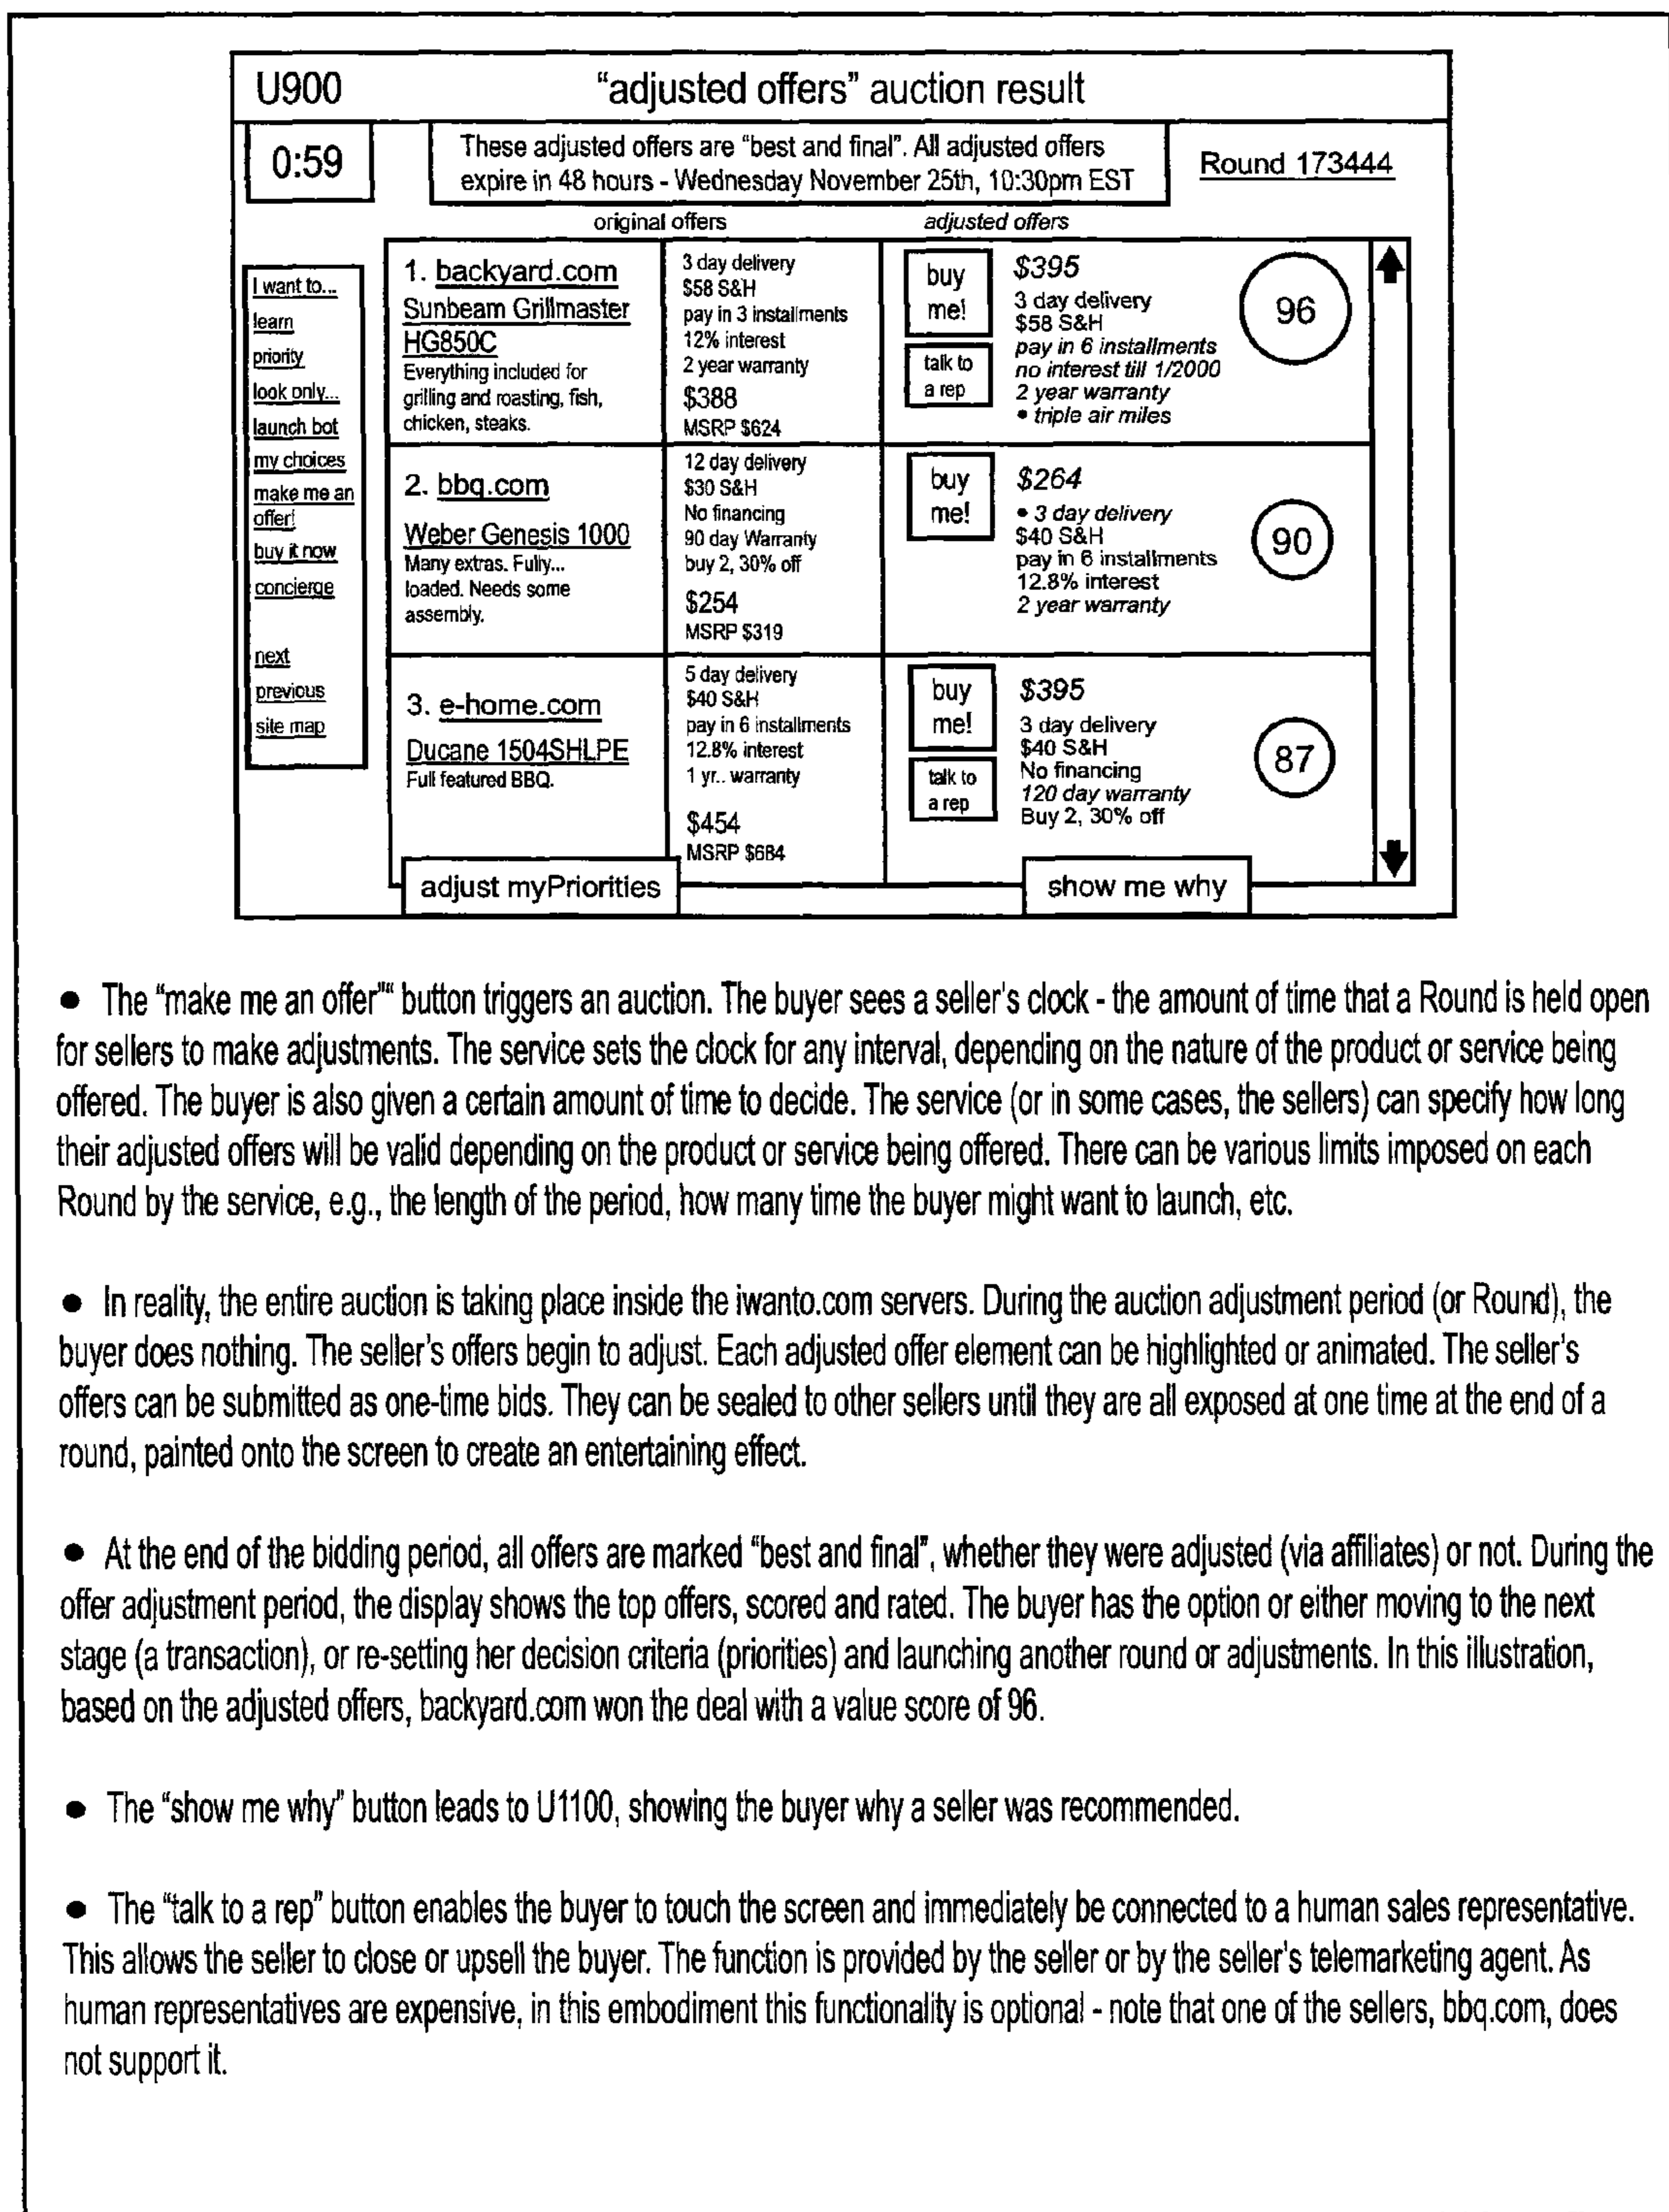 U900
"adjusted offers" auction result
0:59
These adjusted offers are "best and final". All adjusted offers
expire in 48 hours - Wednesday November 25th, 10:30pm EST
Round 173444
original offers
adjusted offers
I want to...
learn
priority
look only...
launch bot
my choices
make me an
offer!
buy it now
concierge
next
previous
site map
1. backyard.com
Sunbeam Grillmaster
HG850C
Everything included for
grilling and roasting, fish,
chicken, steaks.
3 day delivery
$58 S&H
pay in 3 installments
12% interest
2 year warranty
$388
MSRP $624
buy
me!
talk to
a rep
$395
3 day delivery
$58 S&H
pay in 6 installments
no interest till 1/2000
2 year warranty
• triple air miles
96
2. bbq.com
Weber Genesis 1000
Many extras. Fully...
loaded. Needs some
assembly.
12 day delivery
$30 S&H
No financing
90 day Warranty
buy 2, 30% off
$254
MSRP $319
buy
me!
$264
• 3 day delivery
$40 S&H
pay in 6 installments
12.8% interest
2 year warranty
90
3. e-home.com
Ducane 1504SHLPE
Full featured BBQ.
5 day delivery
$40 S&H
pay in 6 installments
12.8% interest
1 yr.. warranty
$454
MSRP $684
buy
me!
talk to
a rep
$395
3 day delivery
$40 S&H
No financing
120 day warranty
Buy 2, 30% off
87
adjust myPriorities
show me why
• The "make me an offer"" button triggers an auction. The buyer sees a seller's clock - the amount of time that a Round is held open
for sellers to make adjustments. The service sets the clock for any interval, depending on the nature of the product or service being
offered. The buyer is also given a certain amount of time to decide. The service (or in some cases, the sellers) can specify how long
their adjusted offers will be valid depending on the product or service being offered. There can be various limits imposed on each
Round by the service, e.g., the length of the period, how many time the buyer might want to launch, etc.
• In reality, the entire auction is taking place inside the iwanto.com servers. During the auction adjustment period (or Round), the
buyer does nothing. The seller's offers begin to adjust. Each adjusted offer element can be highlighted or animated. The seller's
offers can be submitted as one-time bids. They can be sealed to other sellers until they are all exposed at one time at the end of a
round, painted onto the screen to create an entertaining effect.
• At the end of the bidding period, all offers are marked "best and final", whether they were adjusted (via affiliates) or not. During the
offer adjustment period, the display shows the top offers, scored and rated. The buyer has the option or either moving to the next
stage (a transaction), or re-setting her decision criteria (priorities) and launching another round or adjustments. In this illustration,
based on the adjusted offers, backyard.com won the deal with a value score of 96.
• The "show me why" button leads to U1100, showing the buyer why a seller was recommended.
• The "talk to a rep" button enables the buyer to touch the screen and immediately be connected to a human sales representative.
This allows the seller to close or upsell the buyer. The function is provided by the seller or by the seller's telemarketing agent. As
human representatives are expensive, in this embodiment this functionality is optional - note that one of the sellers, bbq.com, does
not support it.